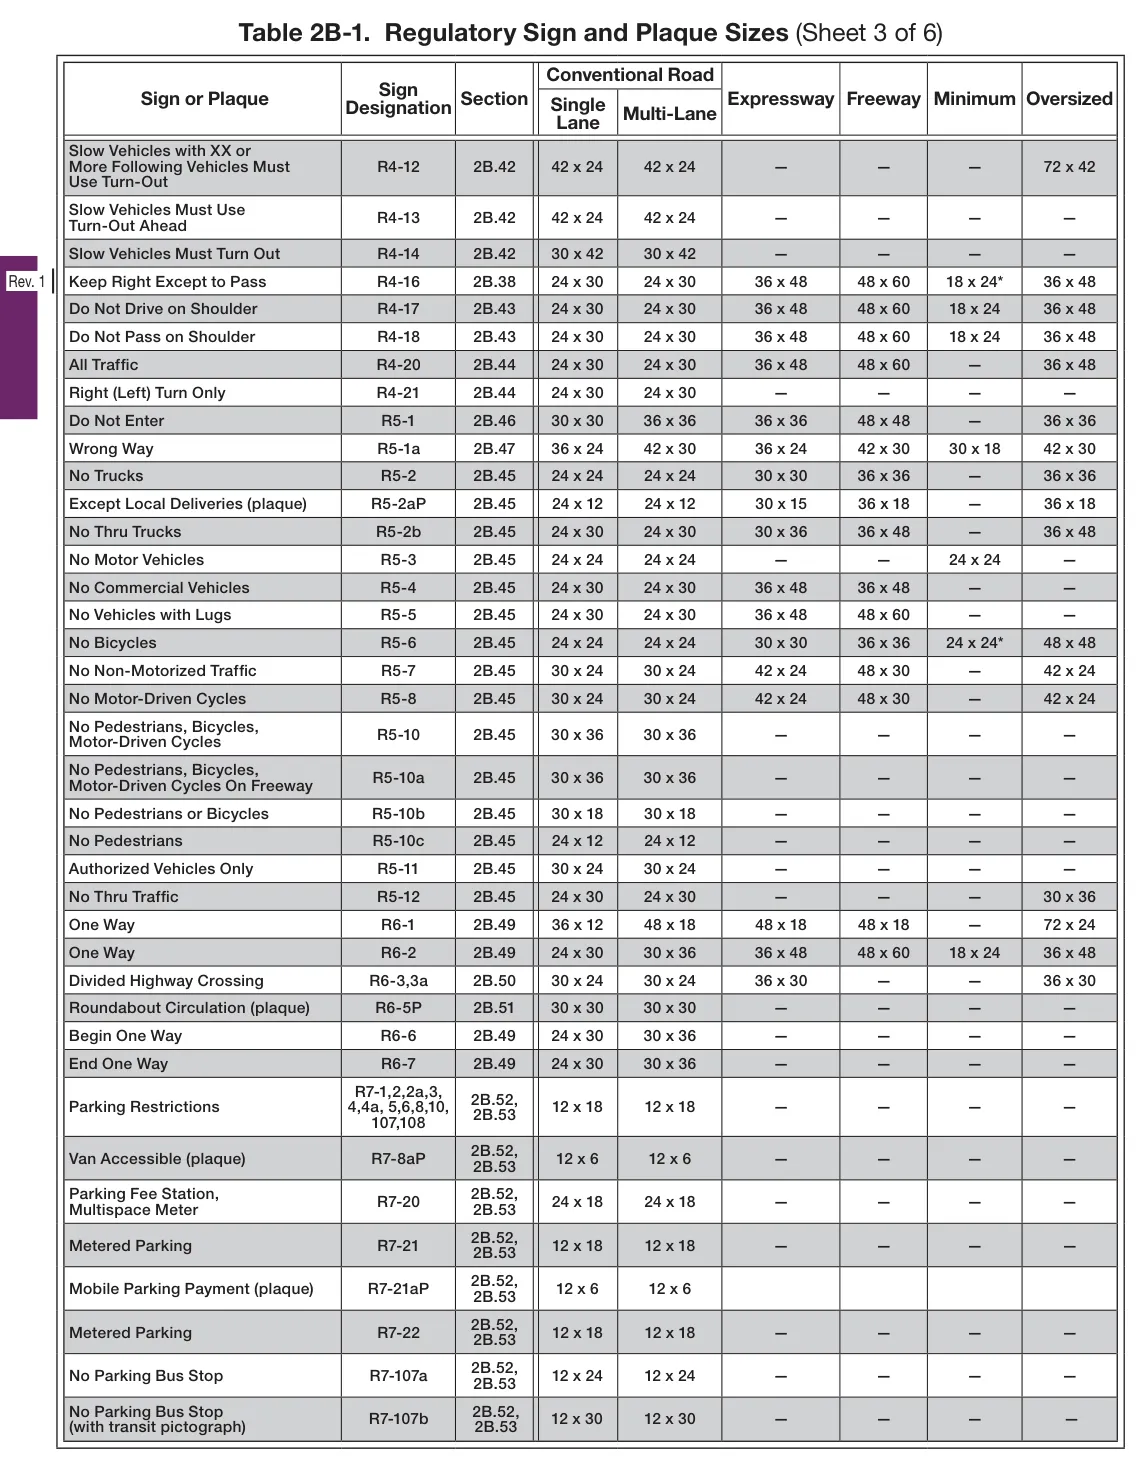 Table 2B-1. Regulatory Sign and Plaque Sizes (Sheet 3 of 6)
Sign or Plaque Sign Designation Section Conventional Road Single Lane Multi-Lane Expressway Freeway Minimum Oversized
Slow Vehicles with XX or More Following Vehicles Must Use Turn-Out R4-12 2B.42 42 x 24 42 x 24 — — — 72 x 42
Slow Vehicles Must Use Turn-Out Ahead R4-13 2B.42 42 x 24 42 x 24 — — — —
Slow Vehicles Must Turn Out R4-14 2B.42 30 x 42 30 x 42 — — — —
Rev. 1 Keep Right Except to Pass R4-16 2B.38 24 x 30 24 x 30 36 x 48 48 x 60 18 x 24* 36 x 48
Do Not Drive on Shoulder R4-17 2B.43 24 x 30 24 x 30 36 x 48 48 x 60 18 x 24 36 x 48
Do Not Pass on Shoulder R4-18 2B.43 24 x 30 24 x 30 36 x 48 48 x 60 18 x 24 36 x 48
All Traffic R4-20 2B.44 24 x 30 24 x 30 36 x 48 48 x 60 — 36 x 48
Right (Left) Turn Only R4-21 2B.44 24 x 30 24 x 30 — — — —
Do Not Enter R5-1 2B.46 30 x 30 36 x 36 36 x 36 48 x 48 — 36 x 36
Wrong Way R5-1a 2B.47 36 x 24 42 x 30 36 x 24 42 x 30 30 x 18 42 x 30
No Trucks R5-2 2B.45 24 x 24 24 x 24 30 x 30 36 x 36 — 36 x 36
Except Local Deliveries (plaque) R5-2aP 2B.45 24 x 12 24 x 12 30 x 15 36 x 18 — 36 x 18
No Thru Trucks R5-2b 2B.45 24 x 30 24 x 30 30 x 36 36 x 48 — 36 x 48
No Motor Vehicles R5-3 2B.45 24 x 24 24 x 24 — — 24 x 24 —
No Commercial Vehicles R5-4 2B.45 24 x 30 24 x 30 36 x 48 36 x 48 — —
No Vehicles with Lugs R5-5 2B.45 24 x 30 24 x 30 36 x 48 48 x 60 — —
No Bicycles R5-6 2B.45 24 x 24 24 x 24 30 x 30 36 x 36 24 x 24* 48 x 48
No Non-Motorized Traffic R5-7 2B.45 30 x 24 30 x 24 42 x 24 48 x 30 — 42 x 24
No Motor-Driven Cycles R5-8 2B.45 30 x 24 30 x 24 42 x 24 48 x 30 — 42 x 24
No Pedestrians, Bicycles, Motor-Driven Cycles R5-10 2B.45 30 x 36 30 x 36 — — — —
No Pedestrians, Bicycles, Motor-Driven Cycles On Freeway R5-10a 2B.45 30 x 36 30 x 36 — — — —
No Pedestrians or Bicycles R5-10b 2B.45 30 x 18 30 x 18 — — — —
No Pedestrians R5-10c 2B.45 24 x 12 24 x 12 — — — —
Authorized Vehicles Only R5-11 2B.45 30 x 24 30 x 24 — — — —
No Thru Traffic R5-12 2B.45 24 x 30 24 x 30 — — — 30 x 36
One Way R6-1 2B.49 36 x 12 48 x 18 48 x 18 48 x 18 — 72 x 24
One Way R6-2 2B.49 24 x 30 30 x 36 36 x 48 48 x 60 18 x 24 36 x 48
Divided Highway Crossing R6-3,3a 2B.50 30 x 24 30 x 24 36 x 30 — — 36 x 30
Roundabout Circulation (plaque) R6-5P 2B.51 30 x 30 30 x 30 — — — —
Begin One Way R6-6 2B.49 24 x 30 30 x 36 — — — —
End One Way R6-7 2B.49 24 x 30 30 x 36 — — — —
Parking Restrictions R7-1,2,2a,3, 4,4a, 5,6,8,10, 107,108 2B.52, 2B.53 12 x 18 12 x 18 — — — —
Van Accessible (plaque) R7-8aP 2B.52, 2B.53 12 x 6 12 x 6 — — — —
Parking Fee Station, Multispace Meter R7-20 2B.52, 2B.53 24 x 18 24 x 18 — — — —
Metered Parking R7-21 2B.52, 2B.53 12 x 18 12 x 18 — — — —
Mobile Parking Payment (plaque) R7-21aP 2B.52, 2B.53 12 x 6 12 x 6
Metered Parking R7-22 2B.52, 2B.53 12 x 18 12 x 18 — — — —
No Parking Bus Stop R7-107a 2B.52, 2B.53 12 x 24 12 x 24 — — — —
No Parking Bus Stop (with transit pictograph) R7-107b 2B.52, 2B.53 12 x 30 12 x 30 — — — —